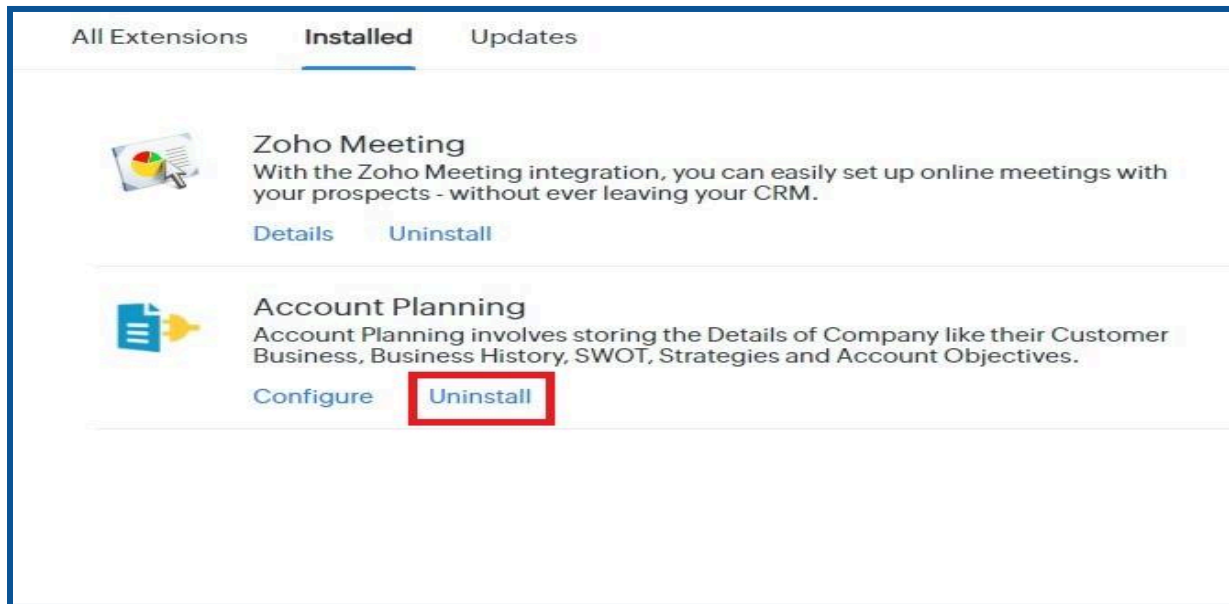 All Extensions Installed Updates
Zoho Meeting
With the Zoho Meeting integration, you can easily set up online meetings with
your prospects - without ever leaving your CRM.
Details Uninstall
Account Planning
Account Planning involves storing the Details of Company like their Customer
Business, Business History, SWOT, Strategies and Account Objectives.
Configure Uninstall